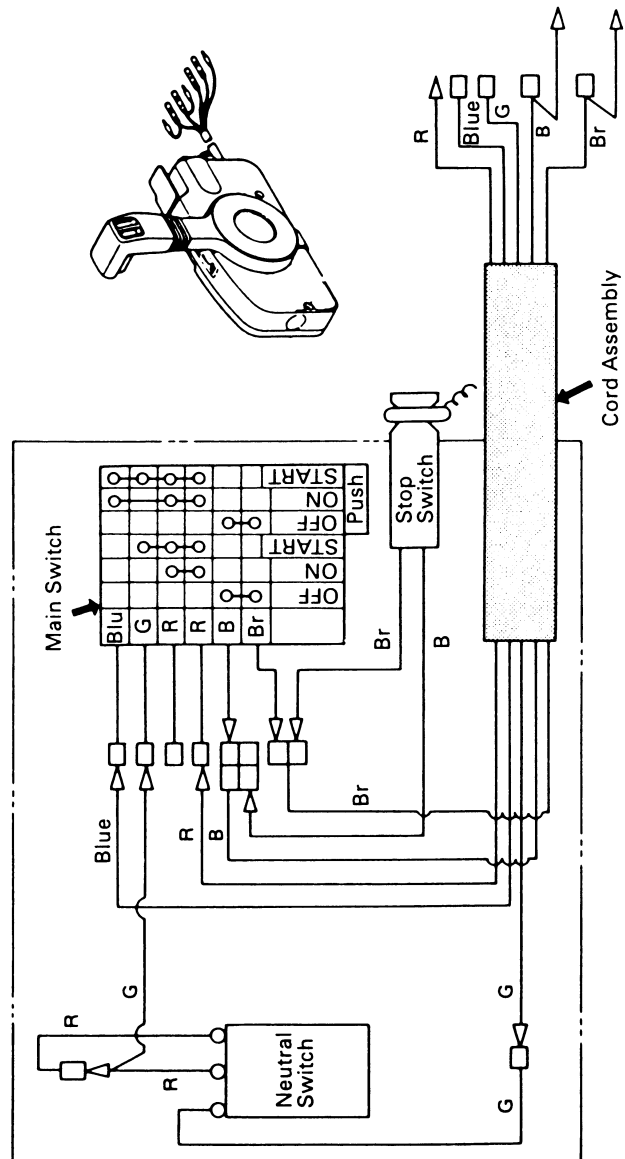 R
Blue
G
B
Br
Cord Assembly
Main Switch
Blu
G
R
R
B
Br
OFF
ON
START
OFF
ON
START
Push
Stop
Switch
Br
B
Blue
R
B
Br
G
R
R
Neutral
Switch
G
G